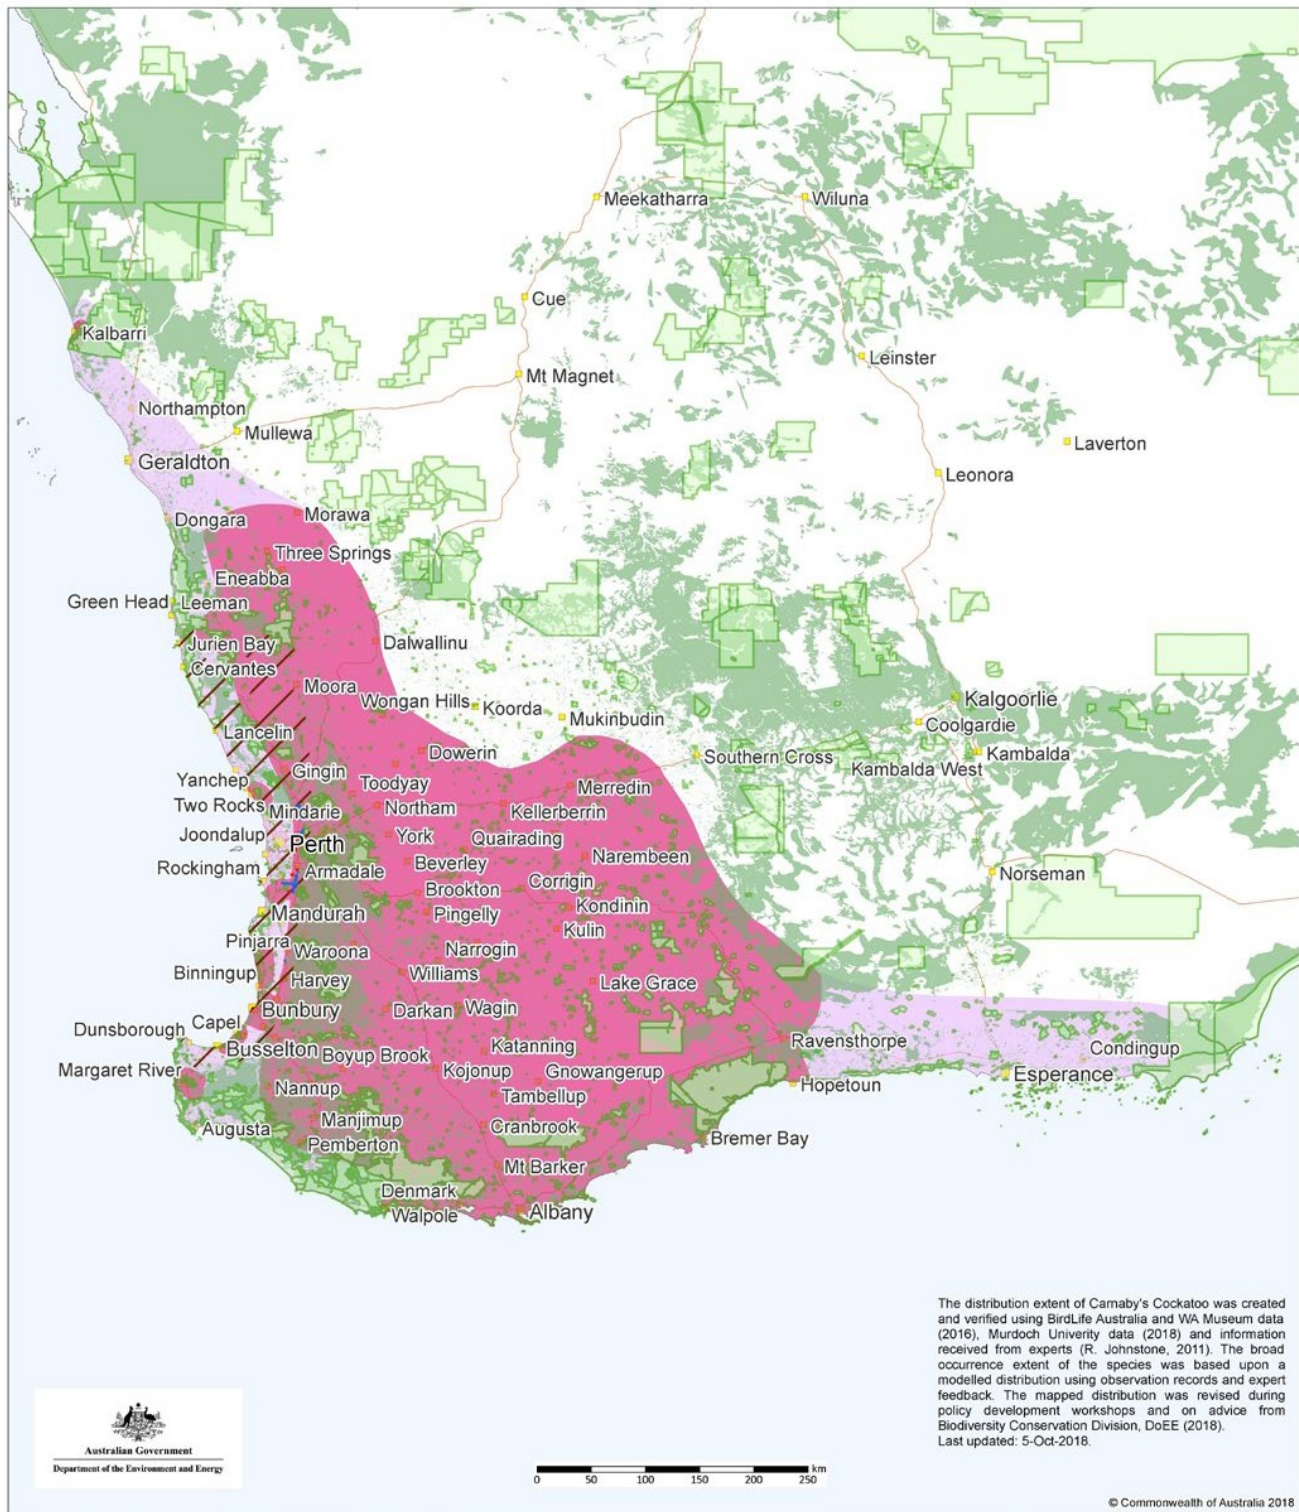 Meekatharra
Wiluna
Cue
Kalbarri
Leinster
Mt Magnet
Northampton
Mullewa
Laverton
Geraldton
Leonora
Dongara
Morawa
Three Springs
Eneabba
Green Head
Leeman
Jurien Bay
Dalwallinu
Cervantes
Moora
Wongan Hills
Koorda
Kalgoorlie
Mukinbudin
Coolgardie
Lancelin
Dowerin
Southern Cross
Kambalda
Kambalda West
Yanchep
Gingin
Toodyay
Merredin
Two Rocks
Mindarie
Northam
Kellerberrin
Joondalup
Perth
York
Quairading
Rockingham
Armadale
Beverley
Narembeen
Norseman
Brookton
Corrigin
Mandurah
Pingelly
Kondinin
Kulin
Pinjarra
Waroona
Narrogin
Binningup
Harvey
Williams
Lake Grace
Bunbury
Darkan
Wagin
Dunsborough
Capel
Busselton
Boyup Brook
Katanning
Ravensthorpe
Condingup
Margaret River
Nannup
Kojonup
Gnowangerup
Hopetoun
Esperance
Tambellup
Augusta
Manjimup
Cranbrook
Pemberton
Bremer Bay
Mt Barker
Denmark
Walpole
Albany
The distribution extent of Carnaby's Cockatoo was created
and verified using BirdLife Australia and WA Museum data
(2016), Murdoch Univerity data (2018) and information
received from experts (R. Johnstone, 2011). The broad
occurrence extent of the species was based upon a
modelled distribution using observation records and expert
feedback. The mapped distribution was revised during
policy development workshops and on advice from
Biodiversity Conservation Division, DoEE (2018).
Last updated: 5-Oct-2018.
Australian Government
Department of the Environment and Energy
km
0 50 100 150 200 250
© Commonwealth of Australia 2018